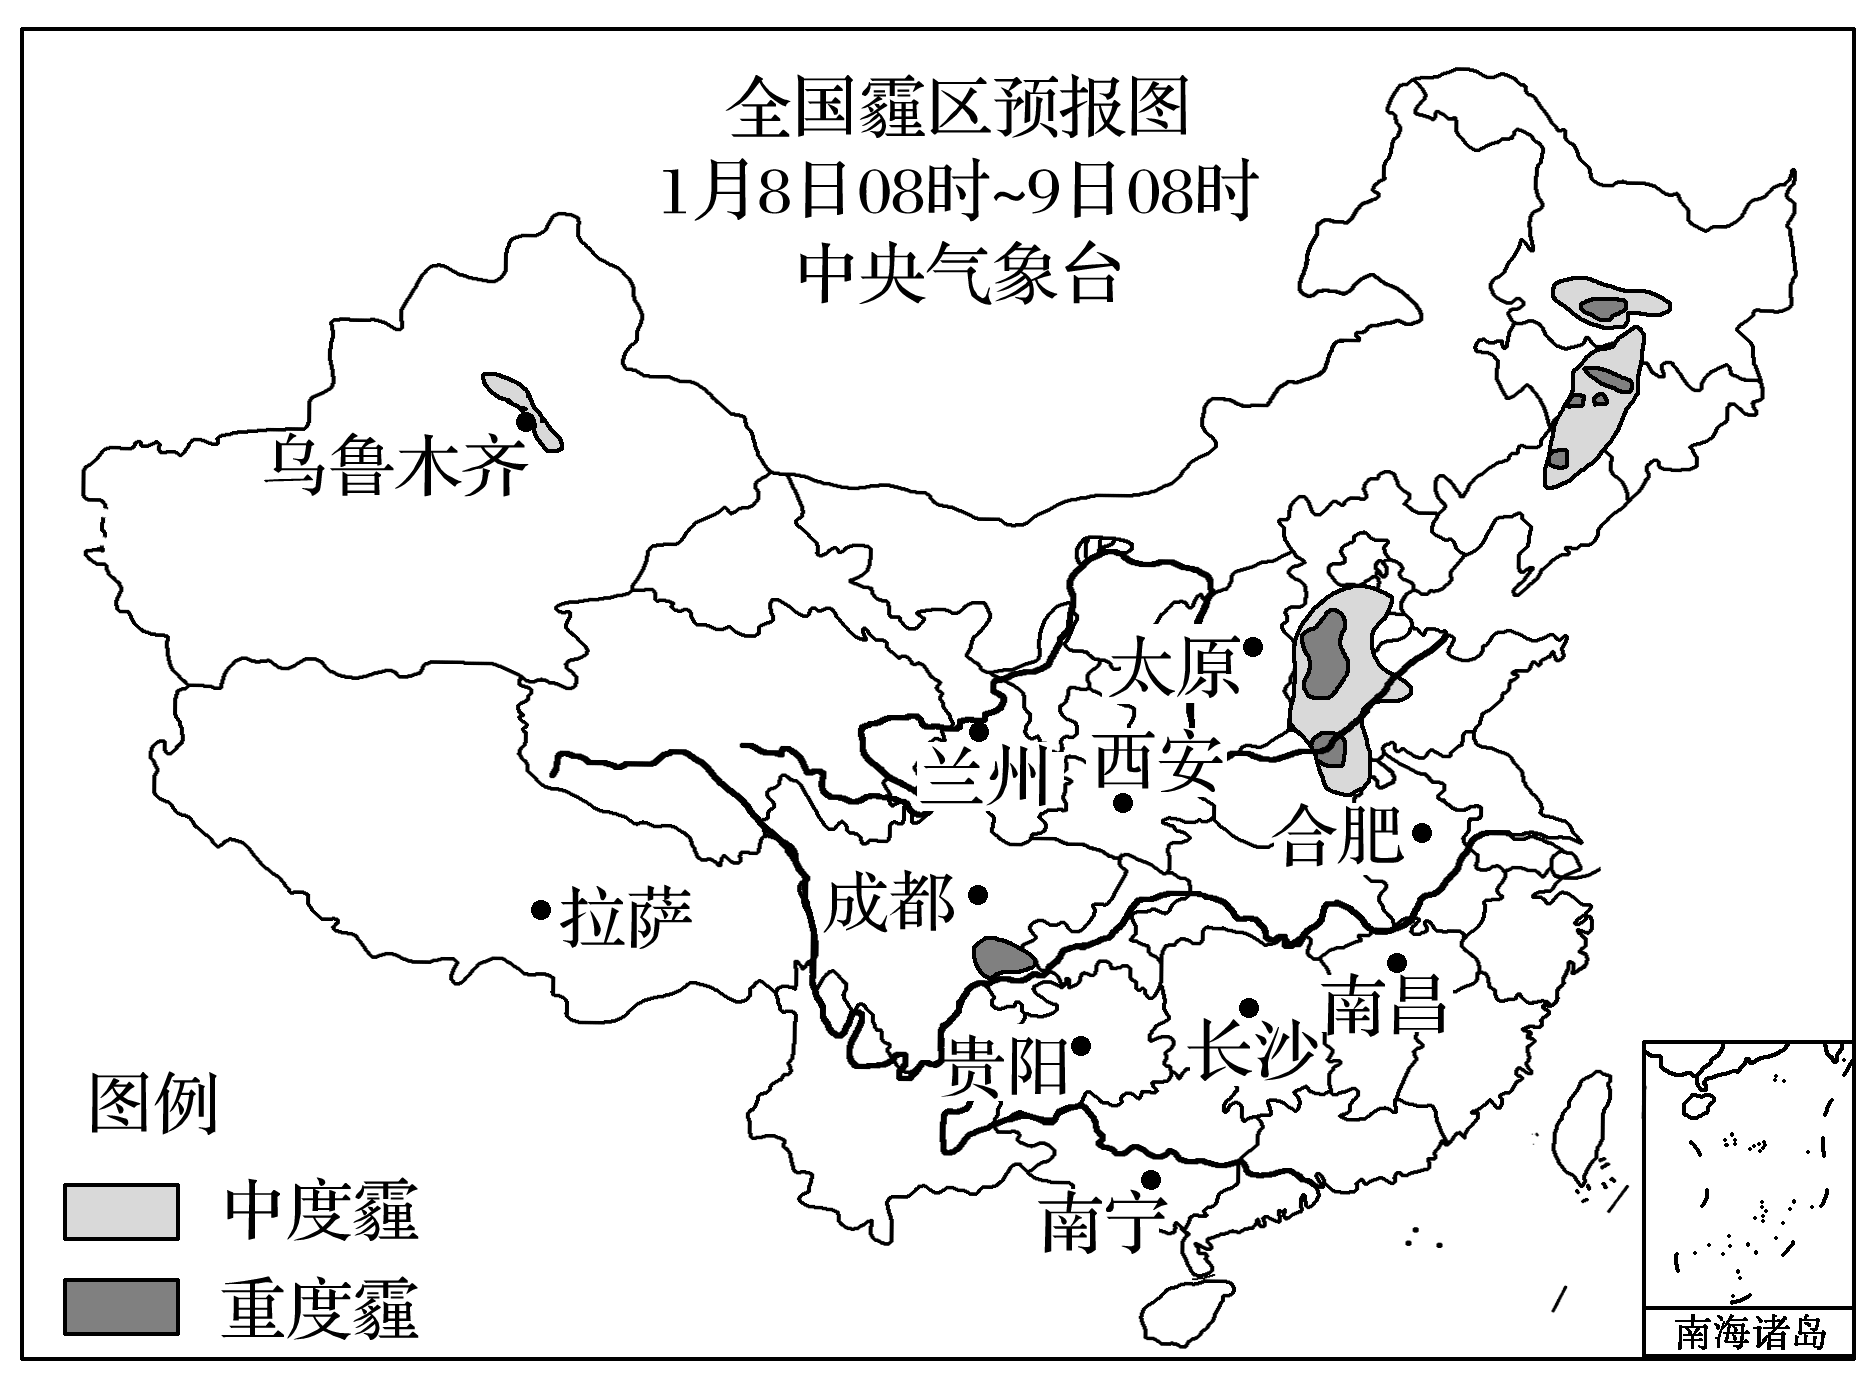 全国霾区预报图
1月8日08时~9日08时
中央气象台
乌鲁木齐
太原
西安
兰州
合肥
成都
拉萨
南昌
长沙
贵阳
南宁
图例
中度霾
重度霾
南海诸岛